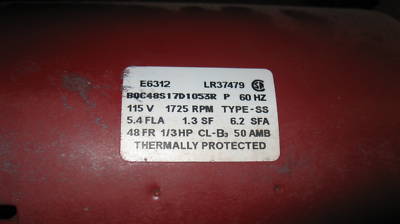 E6312 LR37479
BQC48S17D1053R P 60 HZ
115 V 1725 RPM TYPE-SS
5.4 FLA 1.3 SF 6.2 SFA
48 FR 1/3 HP CL-B₃ 50 AMB
THERMALLY PROTECTED